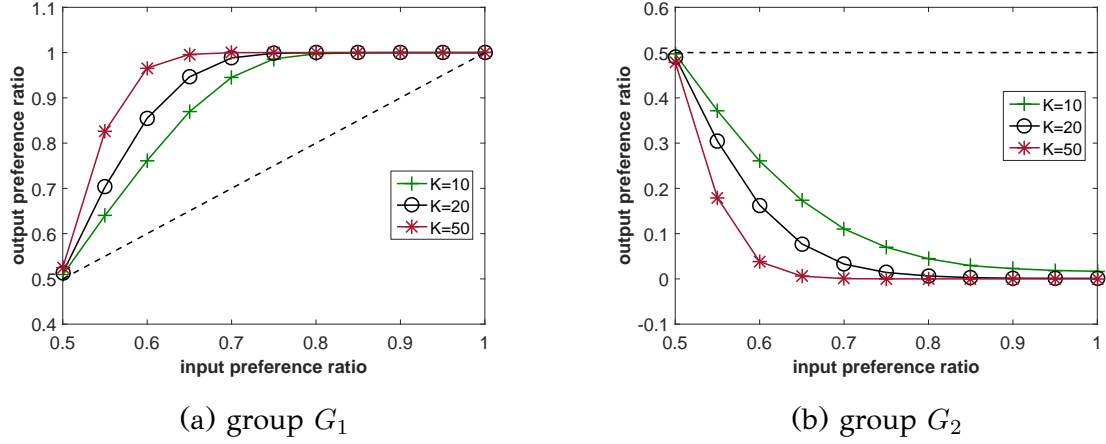 1.1
1
0.9
0.8
0.7
0.6
0.5
0.4
output preference ratio
K=10
K=20
K=50
0.5 0.6 0.7 0.8 0.9 1
input preference ratio
(a) group G1
0.6
0.5
0.4
0.3
0.2
0.1
0
-0.1
output preference ratio
K=10
K=20
K=50
0.5 0.6 0.7 0.8 0.9 1
input preference ratio
(b) group G2